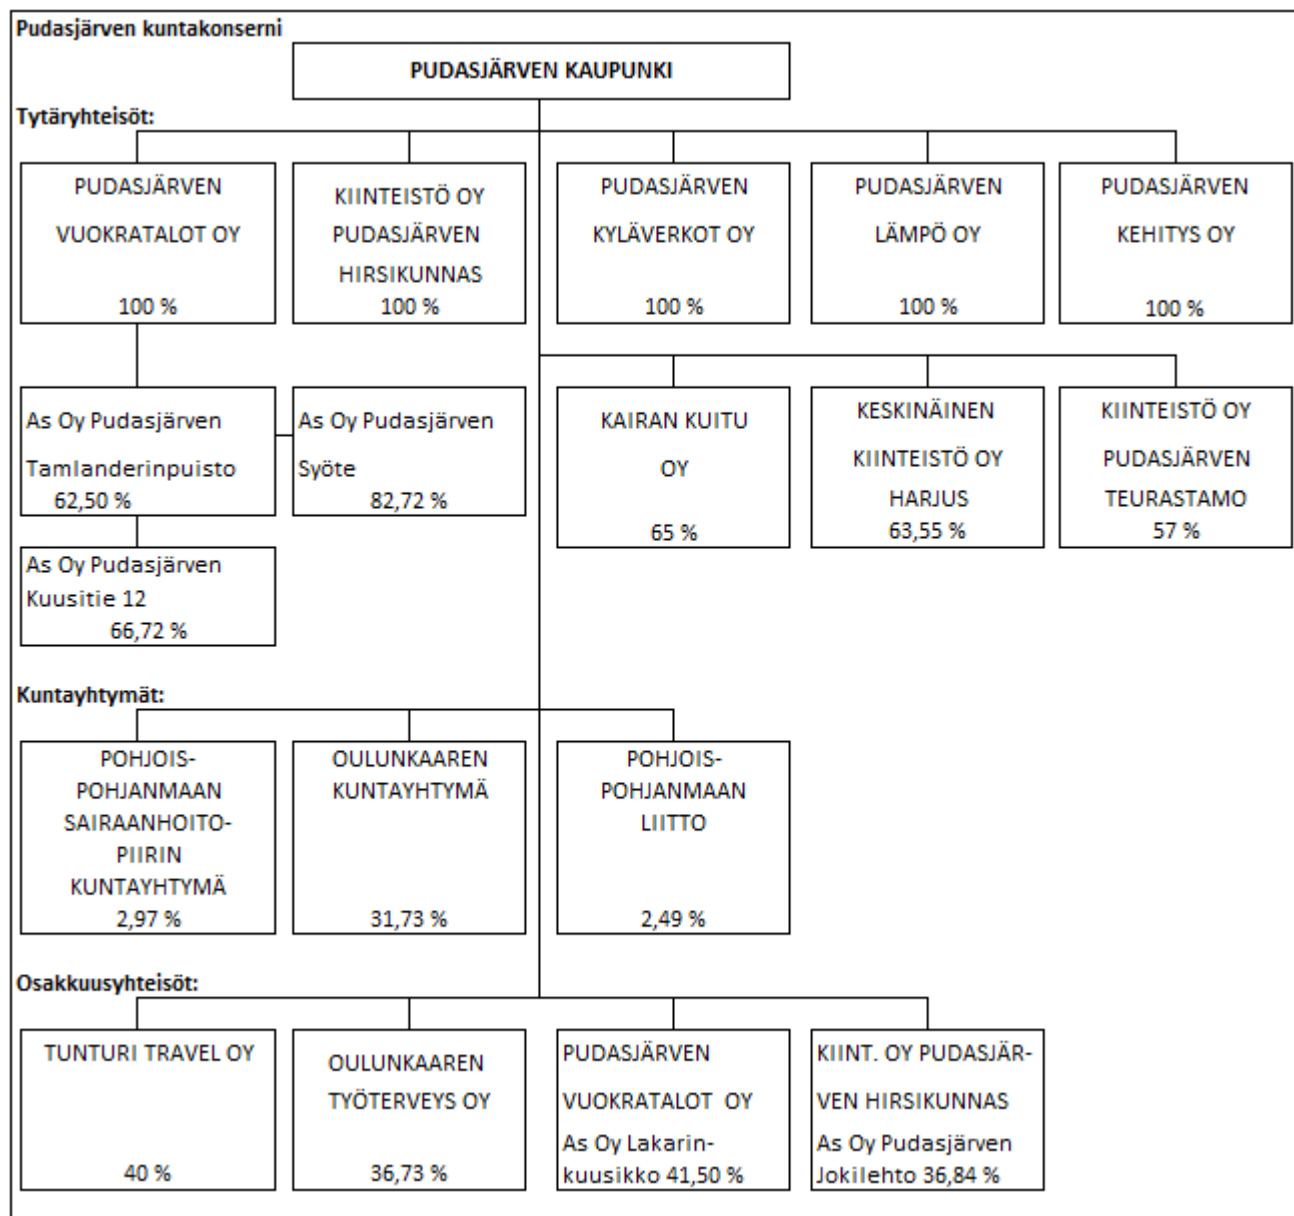 Pudasjärven kuntakonserni
PUDASJÄRVEN KAUPUNKI
Tytäryhteisöt:
PUDASJÄRVEN
VUOKRATALOT OY
100 %
KIINTEISTÖ OY
PUDASJÄRVEN
HIRSIKUNNAS
100 %
PUDASJÄRVEN
KYLÄVERKOT OY
100 %
PUDASJÄRVEN
LÄMPÖ OY
100 %
PUDASJÄRVEN
KEHITYS OY
100 %
As Oy Pudasjärven
Tamlanderinpuisto
62,50 %
As Oy Pudasjärven
Syöte
82,72 %
KAIRAN KUITU
OY
65 %
KESKINÄINEN
KIINTEISTÖ OY
HARJUS
63,55 %
KIINTEISTÖ OY
PUDASJÄRVEN
TEURASTAMO
57 %
As Oy Pudasjärven
Kuusitie 12
66,72 %
Kuntayhtymät:
POHJOIS-
POHJANMAAN
SAIRAANHOITO-
PIIRIN
KUNTAYHTYMÄ
2,97 %
OULUNKAAREN
KUNTAYHTYMÄ
31,73 %
POHJOIS-
POHJANMAAN
LIITTO
2,49 %
Osakkuusyhteisöt:
TUNTURI TRAVEL OY
40 %
OULUNKAAREN
TYÖTERVEYS OY
36,73 %
PUDASJÄRVEN
VUOKRATALOT OY
As Oy Lakarin-
kuusikko 41,50 %
KIINT. OY PUDASJÄR-
VEN HIRSIKUNNAS
As Oy Pudasjärven
Jokilehto 36,84 %